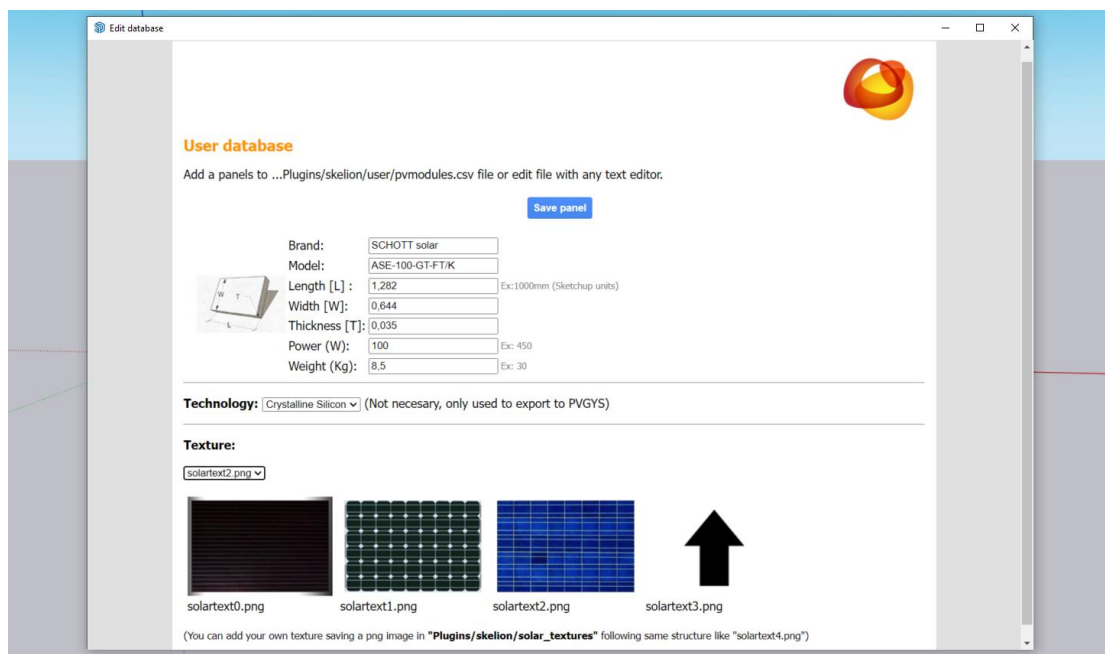 Edit database
User database
Add a panels to ...Plugins/skelion/user/pvmodules.csv file or edit file with any text editor.
Save panel
Brand: SCHOTT solar
Model: ASE-100-GT-FT/K
Length [L] : 1,282 Ex:1000mm (Sketchup units)
Width [W]: 0,644
Thickness [T]: 0,035
Power (W): 100 Ex: 450
Weight (Kg): 8,5 Ex: 30
W T
L
Technology: Crystalline Silicon (Not necesary, only used to export to PVGYS)
Texture:
solartext2.png
solartext0.png solartext1.png solartext2.png solartext3.png
(You can add your own texture saving a png image in "Plugins/skelion/solar_textures" following same structure like "solartext4.png")